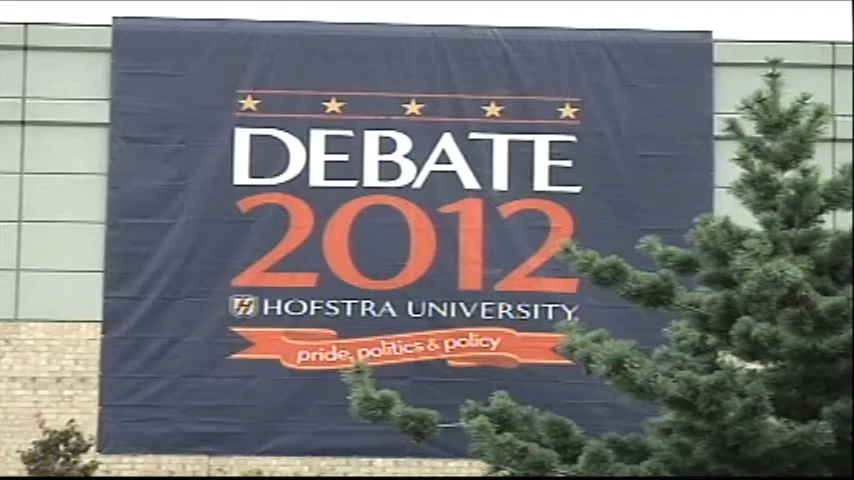 DEBATE
2012
H HOFSTRA UNIVERSITY
pride, politics & policy